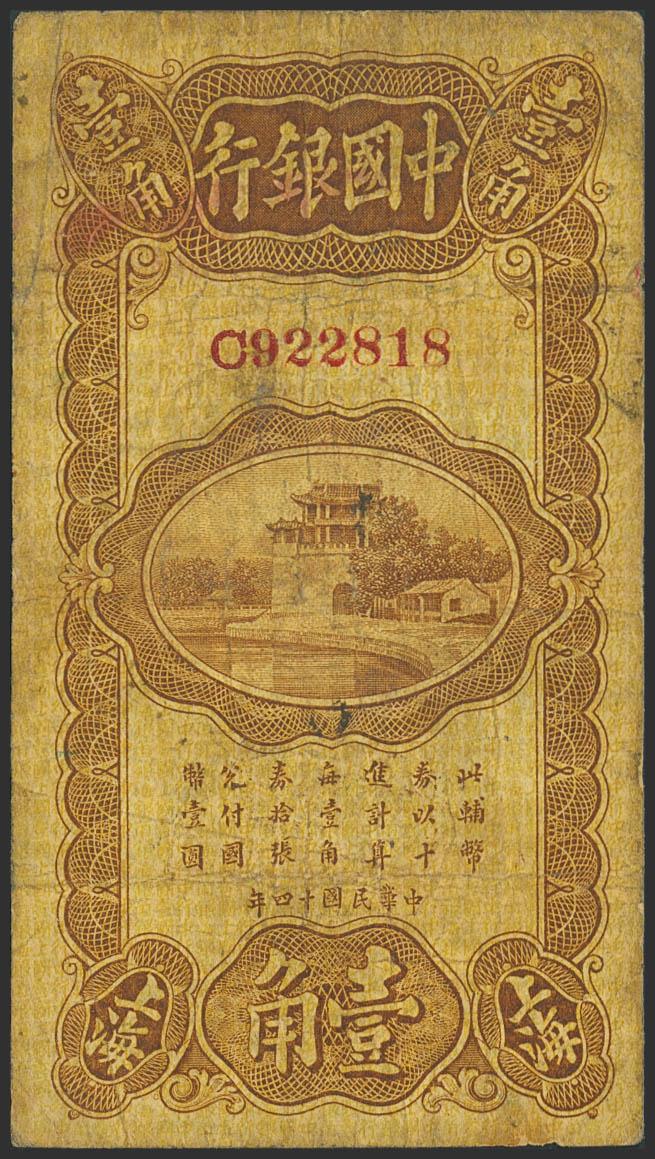 壹角
中國銀行
壹角
C922818
此輔幣
券以十
進計算
每壹角
券拾張
兌付國
幣壹圓
中華民國十四年
上海
壹角
上海